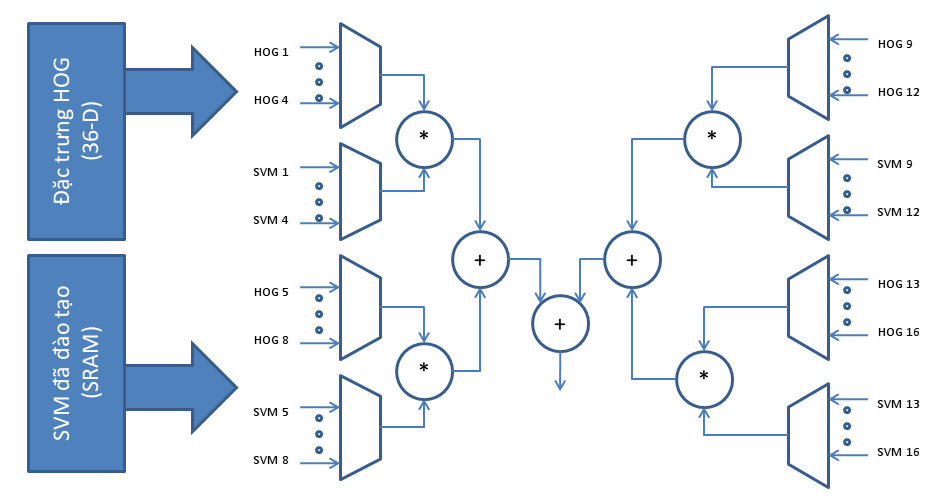 Đặc trưng HOG
(36-D)
SVM đã đào tạo
(SRAM)
HOG 1
HOG 4
SVM 1
SVM 4
HOG 5
HOG 8
SVM 5
SVM 8
*
*
+
+
+
*
*
HOG 9
HOG 12
SVM 9
SVM 12
HOG 13
HOG 16
SVM 13
SVM 16